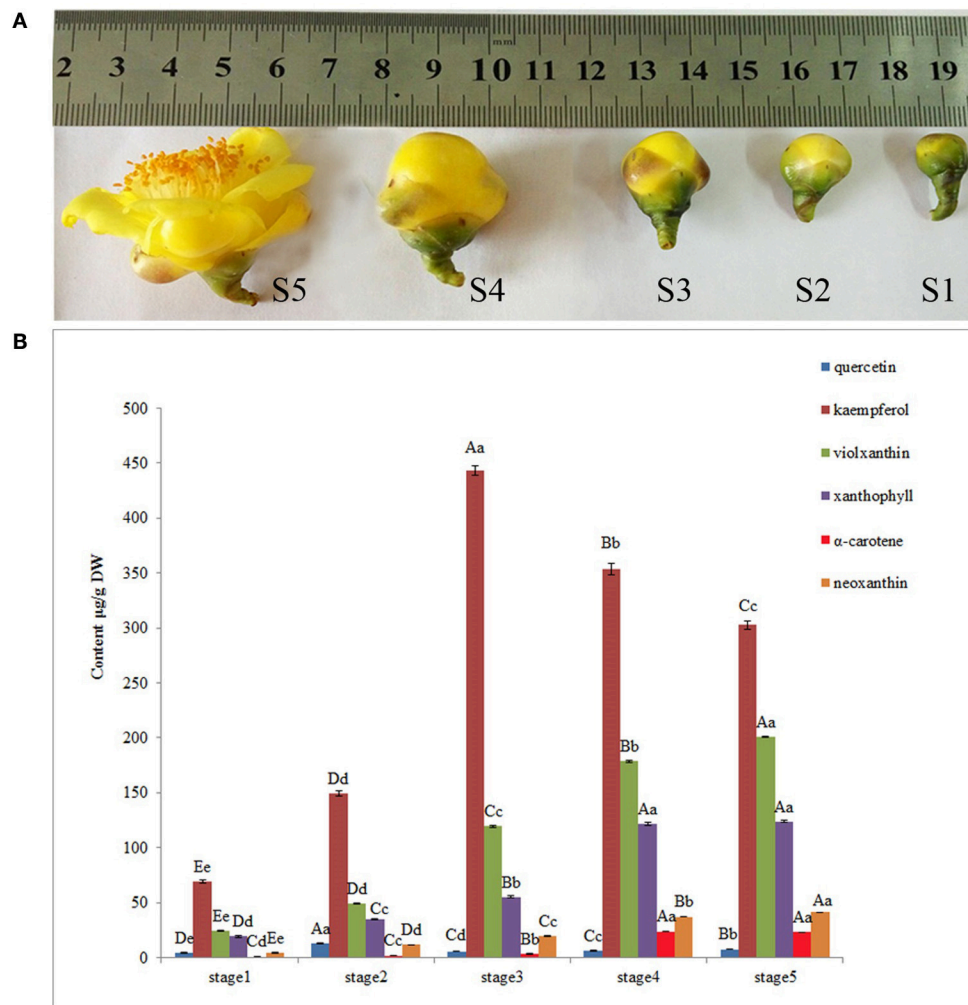 A
mm
2 3 4 5 6 7 8 9 10 11 12 13 14 15 16 17 18 19
S5 S4 S3 S2 S1
B
quercetin
kaempferol
violxanthin
xanthophyll
α-carotene
neoxanthin
Content µg/g DW
500
450
400
350
300
250
200
150
100
50
0
De Ee Ee Dd Cd Ee
Aa Dd Dd Cc Cc Dd
Cd Aa Cc Bb Bb Cc
Cc Bb Bb Aa Aa Bb
Bb Cc Aa Aa Aa Aa
stage1 stage2 stage3 stage4 stage5